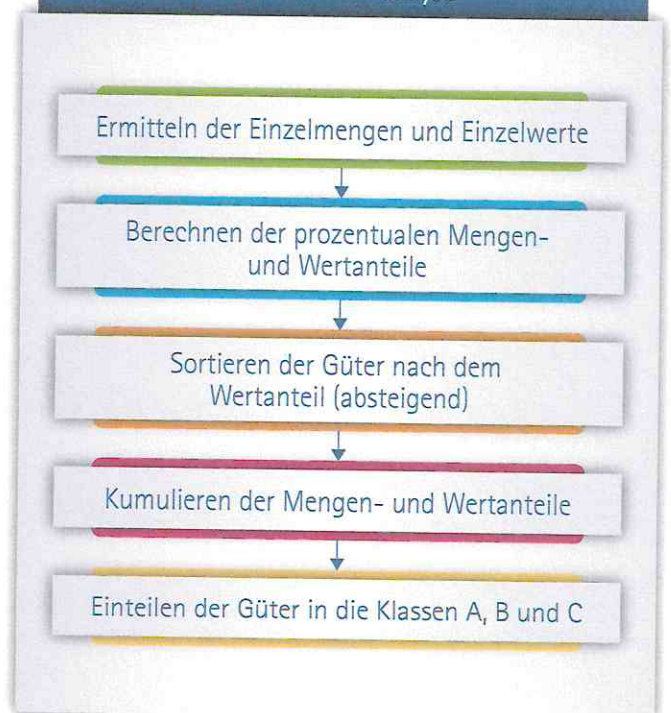 Ermitteln der Einzelmengen und Einzelwerte
Berechnen der prozentualen Mengen-
und Wertanteile
Sortieren der Güter nach dem
Wertanteil (absteigend)
Kumulieren der Mengen- und Wertanteile
Einteilen der Güter in die Klassen A, B und C